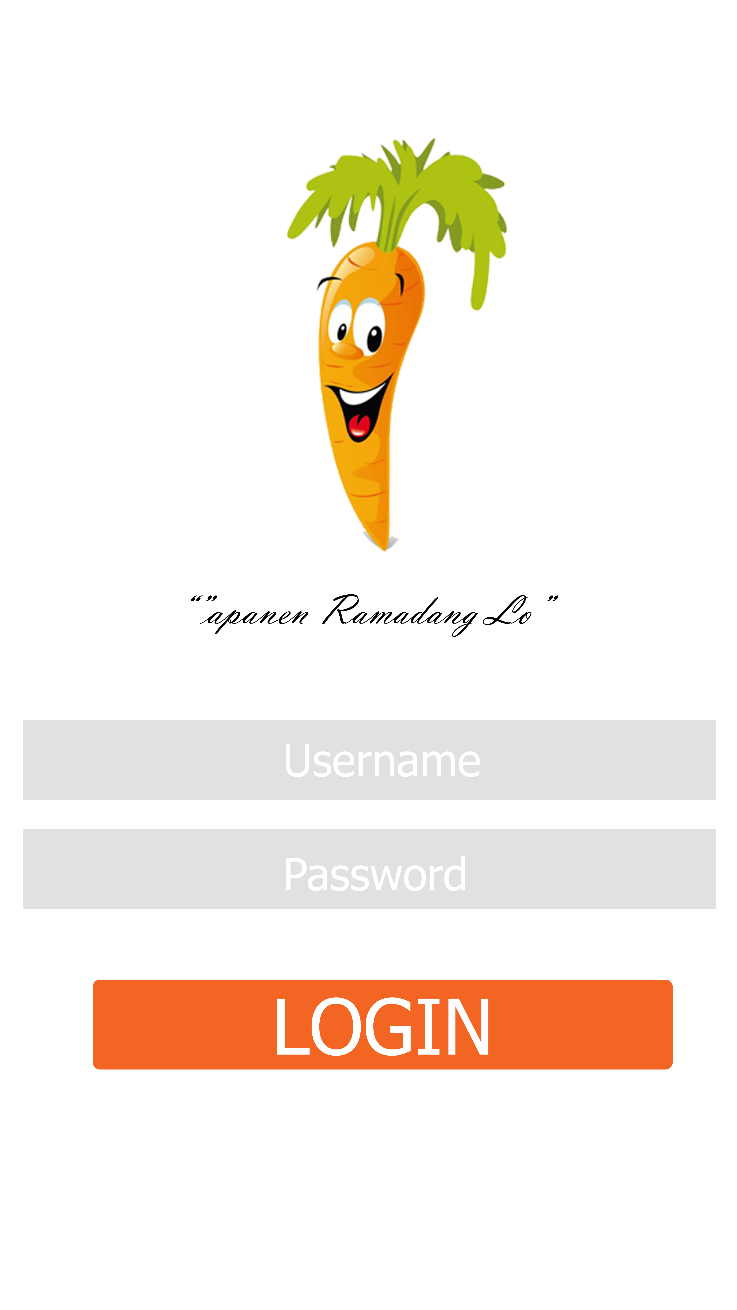 “”apanen Ramadang Lo ”
Username
Password
LOGIN